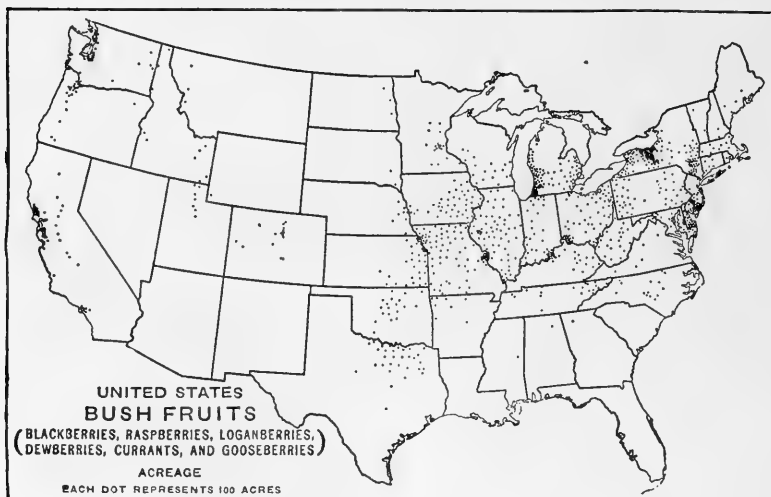 UNITED STATES
BUSH FRUITS
(BLACKBERRIES, RASPBERRIES, LOGANBERRIES,
DEWBERRIES, CURRANTS, AND GOOSEBERRIES)
ACREAGE
EACH DOT REPRESENTS 100 ACRES